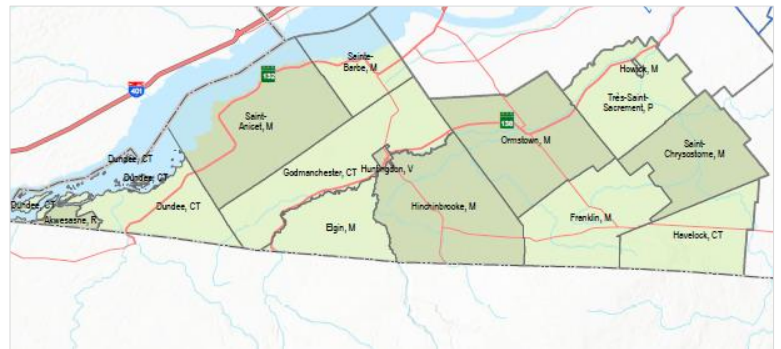 Sainte-
Barbe, M
Howick, M
132
401
Très-Saint-
Sacrement, P
Saint-
Anicet, M
138
Ormstown, M
Saint-
Chrysostome, M
Dundee, CT
Godmanchester, CT
Huntingdon, V
Dundee, CT
Dundee, CT
Dundee, CT
Hinchinbrooke, M
Akwesasne, R
Franklin, M
Elgin, M
Havelock, CT